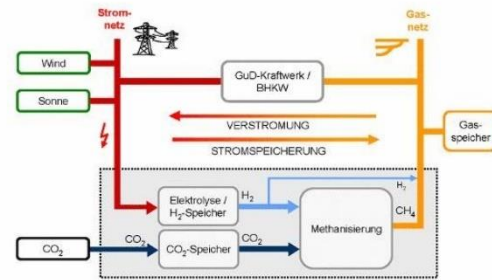 Strom-
netz
Gas-
netz
Wind
GuD-Kraftwerk /
BHKW
Sonne
VERSTROMUNG
Gas-
speicher
STROMSPEICHERUNG
H2
Elektrolyse /
H2-Speicher
H2
CH4
Methanisierung
CO2
CO2
CO2-Speicher
CO2